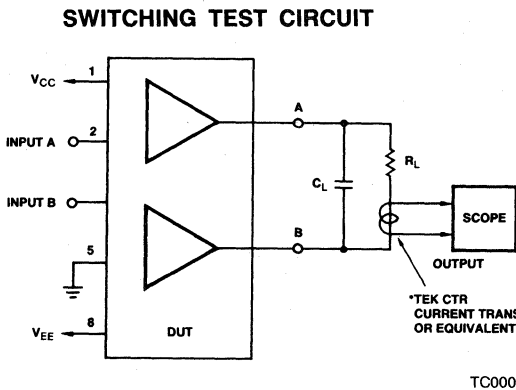 SWITCHING TEST CIRCUIT
VCC
1
A
INPUT A
2
RL
CL
INPUT B
SCOPE
B
5
OUTPUT
*TEK CTR
CURRENT TRANS
OR EQUIVALENT
VEE
8
DUT
TC000